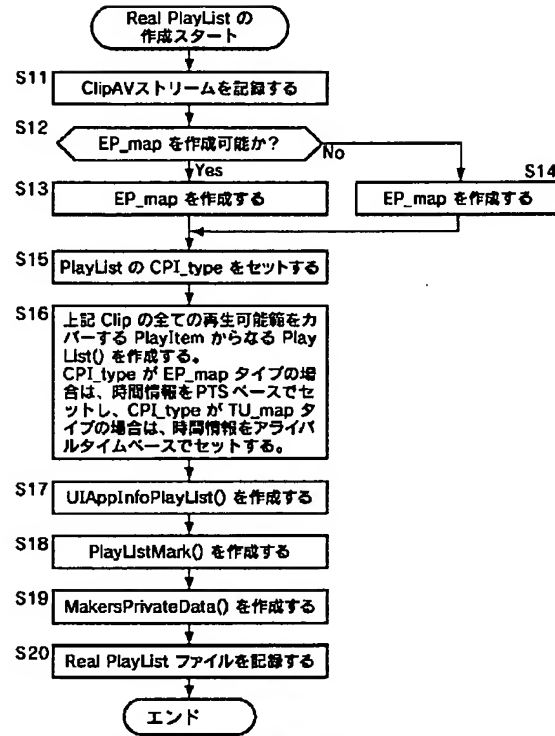 Real PlayList の
作成スタート
S11
ClipAVストリームを記録する
S12
EP_map を作成可能か?
No
Yes
S13
EP_map を作成する
S14
EP_map を作成する
S15
PlayList の CPI_type をセットする
S16
上記 Clip の全ての再生可能範をカ
バーする PlayItem からなる Play
List() を作成する。
CPI_type が EP_map タイプの場
合は、時間情報をPTS ベースでセ
ットし、CPI_type が TU_map タ
イプの場合は、時間情報をアライバ
ルタイムベースでセットする。
S17
UIAppInfoPlayList() を作成する
S18
PlayListMark() を作成する
S19
MakersPrivateData() を作成する
S20
Real PlayList ファイルを記録する
エンド